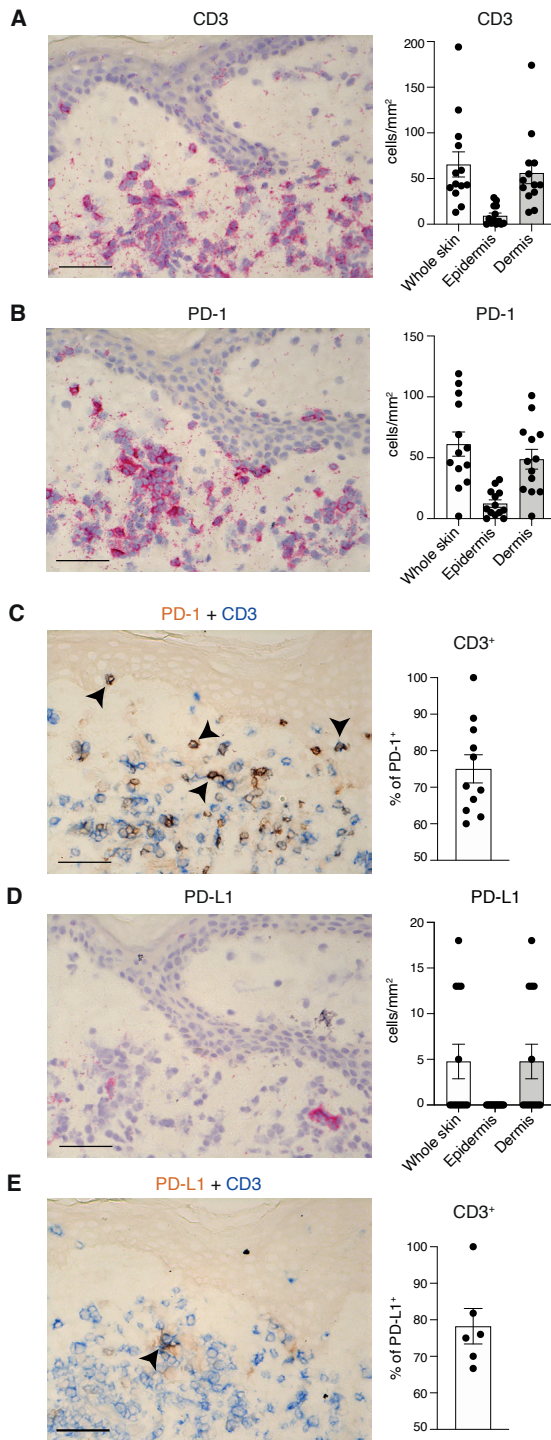 A
CD3
CD3
cells/mm²
200
150
100
50
0
Whole skin
Epidermis
Dermis
B
PD-1
PD-1
cells/mm²
150
100
50
0
Whole skin
Epidermis
Dermis
C
PD-1 + CD3
CD3⁺
% of PD-1⁺
100
90
80
70
60
50
D
PD-L1
PD-L1
cells/mm²
20
15
10
5
0
Whole skin
Epidermis
Dermis
E
PD-L1 + CD3
CD3⁺
% of PD-L1⁺
100
90
80
70
60
50